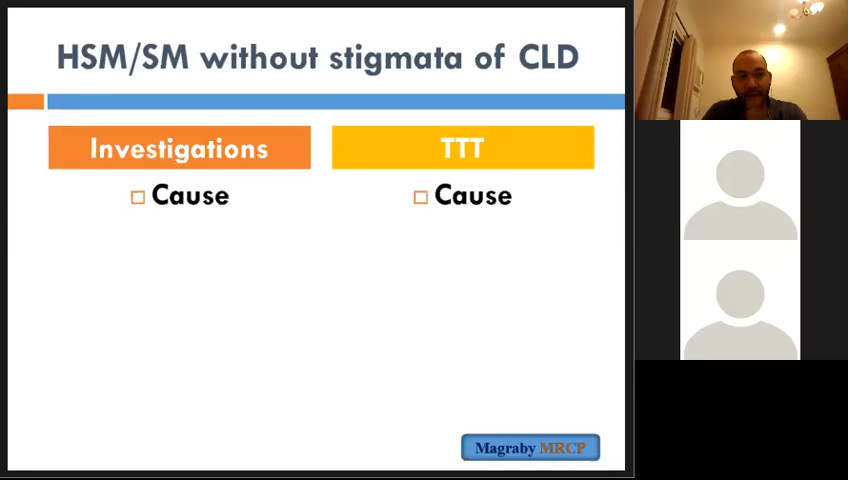 HSM/SM without stigmata of CLD
Investigations
Cause
TTT
Cause
Magraby MRCP